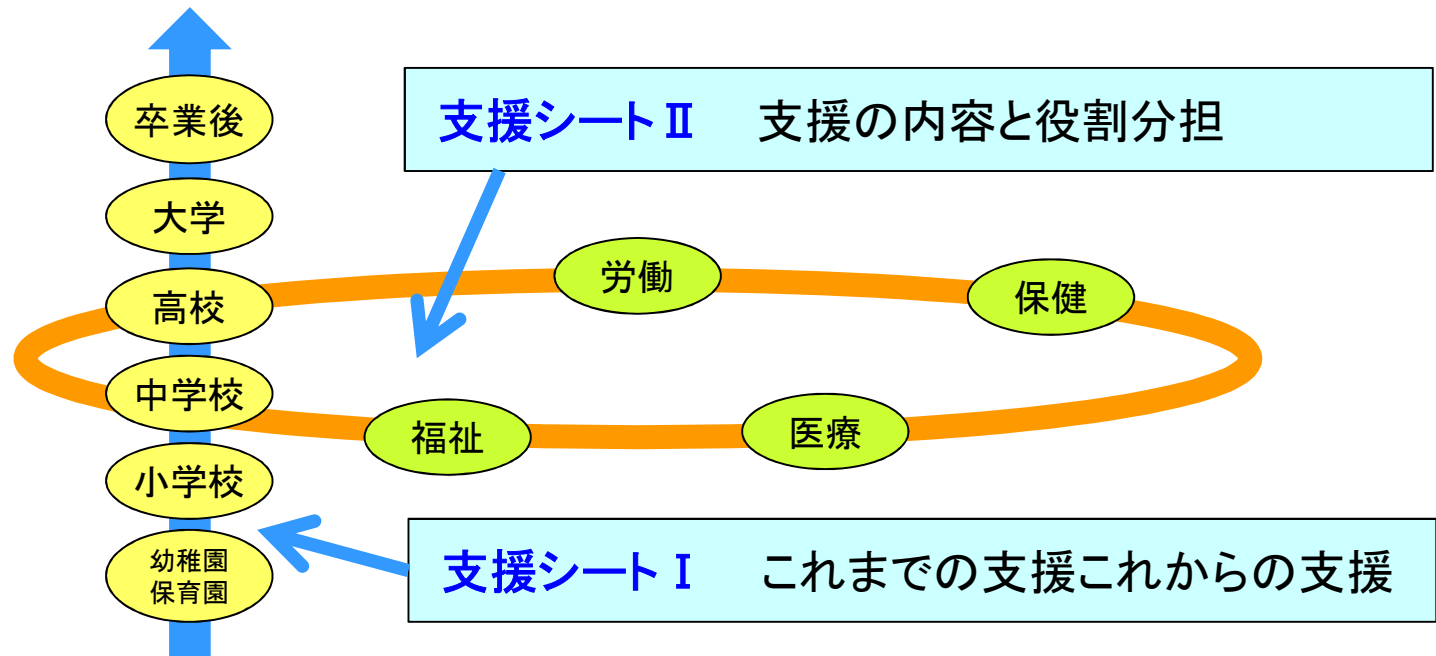 卒業後
支援シートⅡ 支援の内容と役割分担
大学
労働
高校
保健
中学校
福祉
医療
小学校
幼稚園
保育園
支援シートⅠ これまでの支援これからの支援